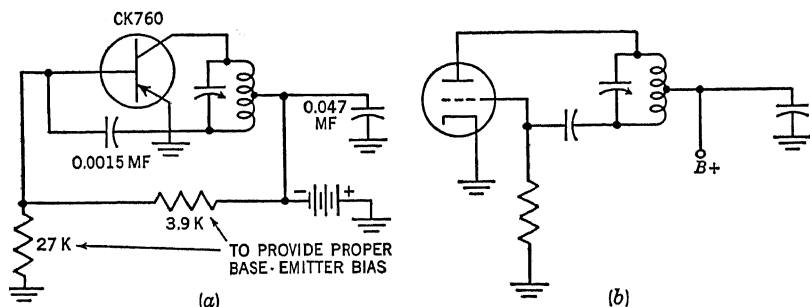 CK760
0.0015 MF
0.047
MF
3.9 K
- +
27 K
TO PROVIDE PROPER
BASE-EMITTER BIAS
(a)
B+
(b)